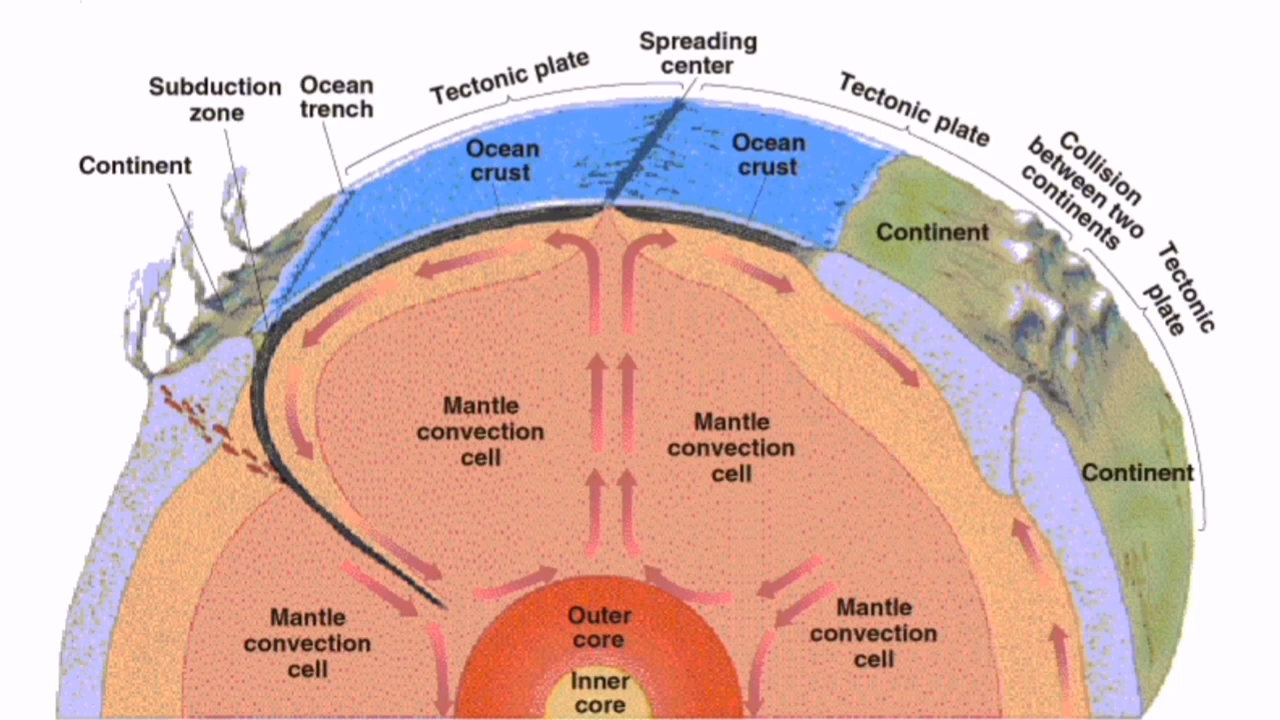 Spreading
center
Tectonic plate
Tectonic plate
Subduction
zone
Ocean
trench
Continent
Ocean
crust
Ocean
crust
Collision
between two
continents
Continent
Tectonic
plate
Mantle
convection
cell
Mantle
convection
cell
Continent
Mantle
convection
cell
Outer
core
Mantle
convection
cell
Inner
core